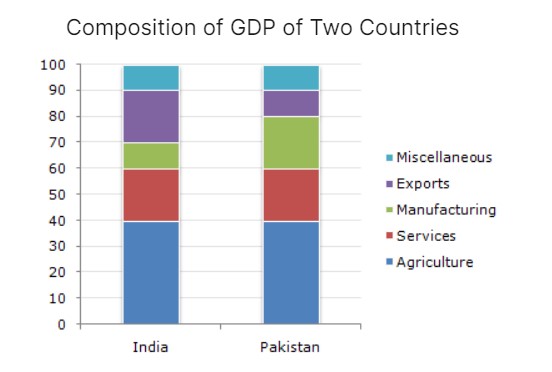 Composition of GDP of Two Countries
100
90
80
70
60
50
40
30
20
10
0
India
Pakistan
Miscellaneous
Exports
Manufacturing
Services
Agriculture